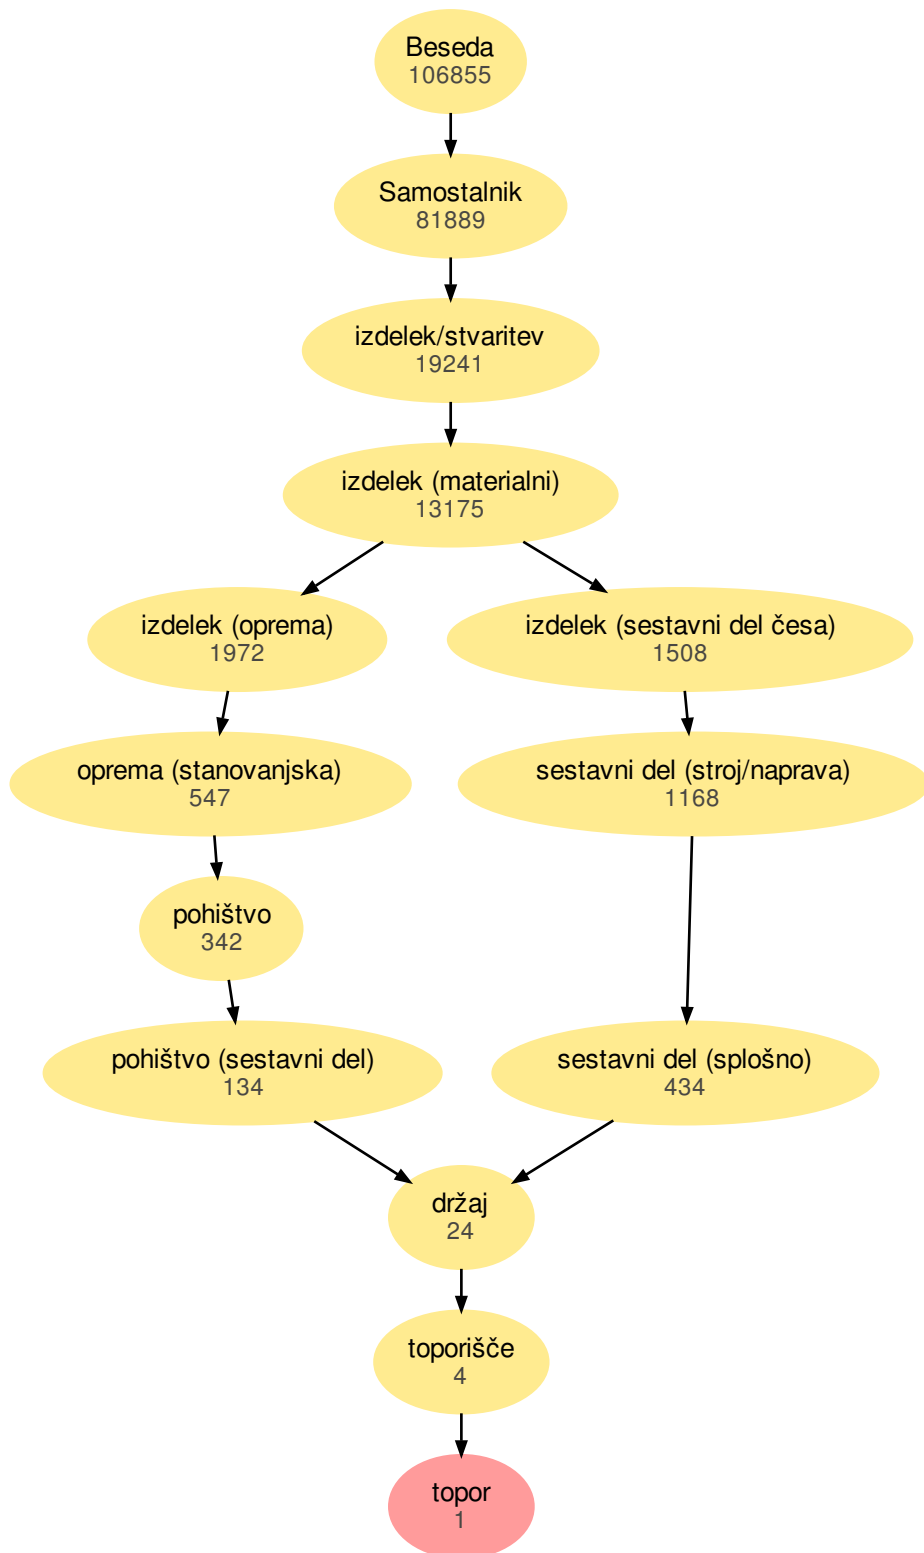 Beseda
106855
Samostalnik
81889
izdelek/stvaritev
19241
izdelek (materialni)
13175
izdelek (oprema)
1972
izdelek (sestavni del česa)
1508
oprema (stanovanjska)
547
sestavni del (stroj/naprava)
1168
pohištvo
342
pohištvo (sestavni del)
134
sestavni del (splošno)
434
držaj
24
toporišče
4
topor
1